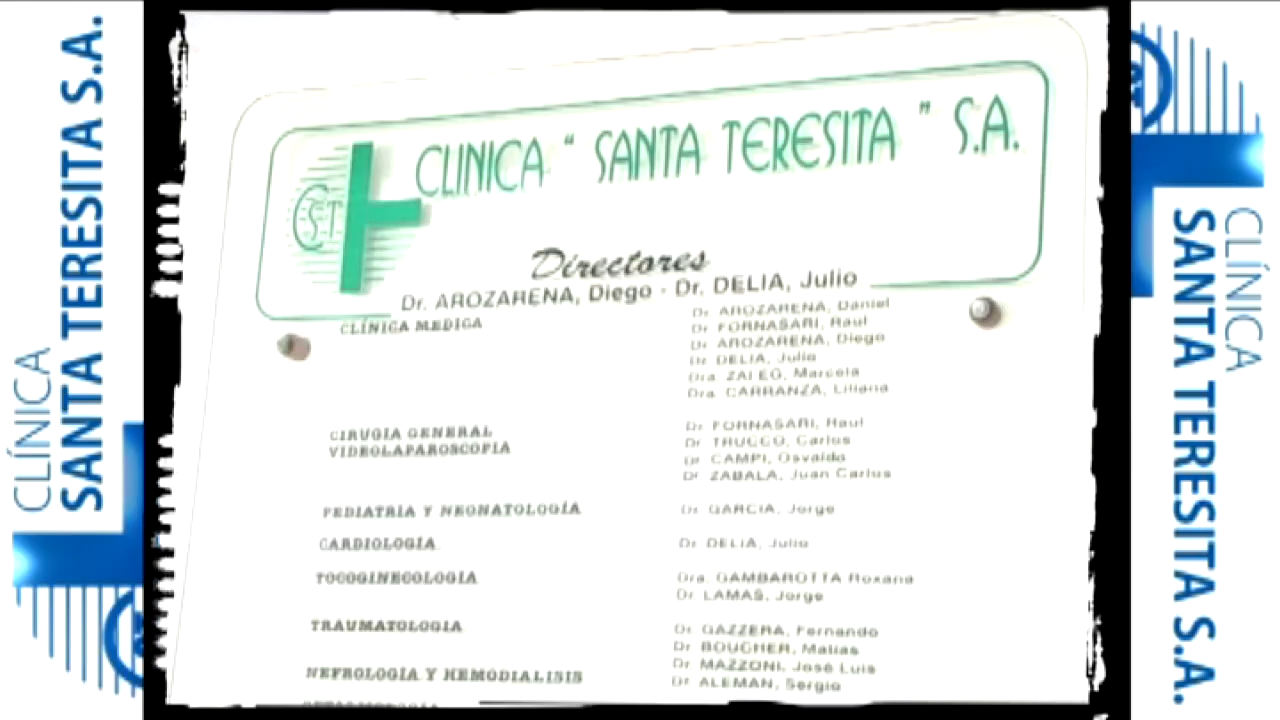 CLÍNICA
SANTA TERESITA S.A.
CST
CLINICA " SANTA TERESITA " S.A.
Directores
Dr. AROZARENA, Diego - Dr. DELIA, Julio
CLÍNICA MEDICA
Dr. AROZARENA, Daniel
Dr. FORNASARI, Raul
Dr. AROZARENA, Diego
Dr. DELIA, Julio
Dra. Marcela
Dra. CARRANZA, Liliana
CIRUGIA GENERAL
VIDEOLAPAROSCOPIA
Dr. FORNASARI, Raul
Dr. TRUCCO, Carlos
Dr. CAMPI, Osvaldo
Dr. ZABALA, Juan Carlos
PEDIATRIA Y NEONATOLOGÍA
Dr. GARCIA, Jorge
CARDIOLOGÍA
Dr. DELIA, Julio
TOCOGINECOLOGIA
Dra. GAMBAROTTA Roxana
Dr. LAMAS, Jorge
TRAUMATOLOGIA
Dr. GAZZERA, Fernando
Dr. BOUCHER, Matias
Dr. MAZZONI, José Luis
NEFROLOGÍA Y HEMODIALISIS
Dr. ALEMAN, Sergio
CLÍNICA
SANTA TERESITA S.A.